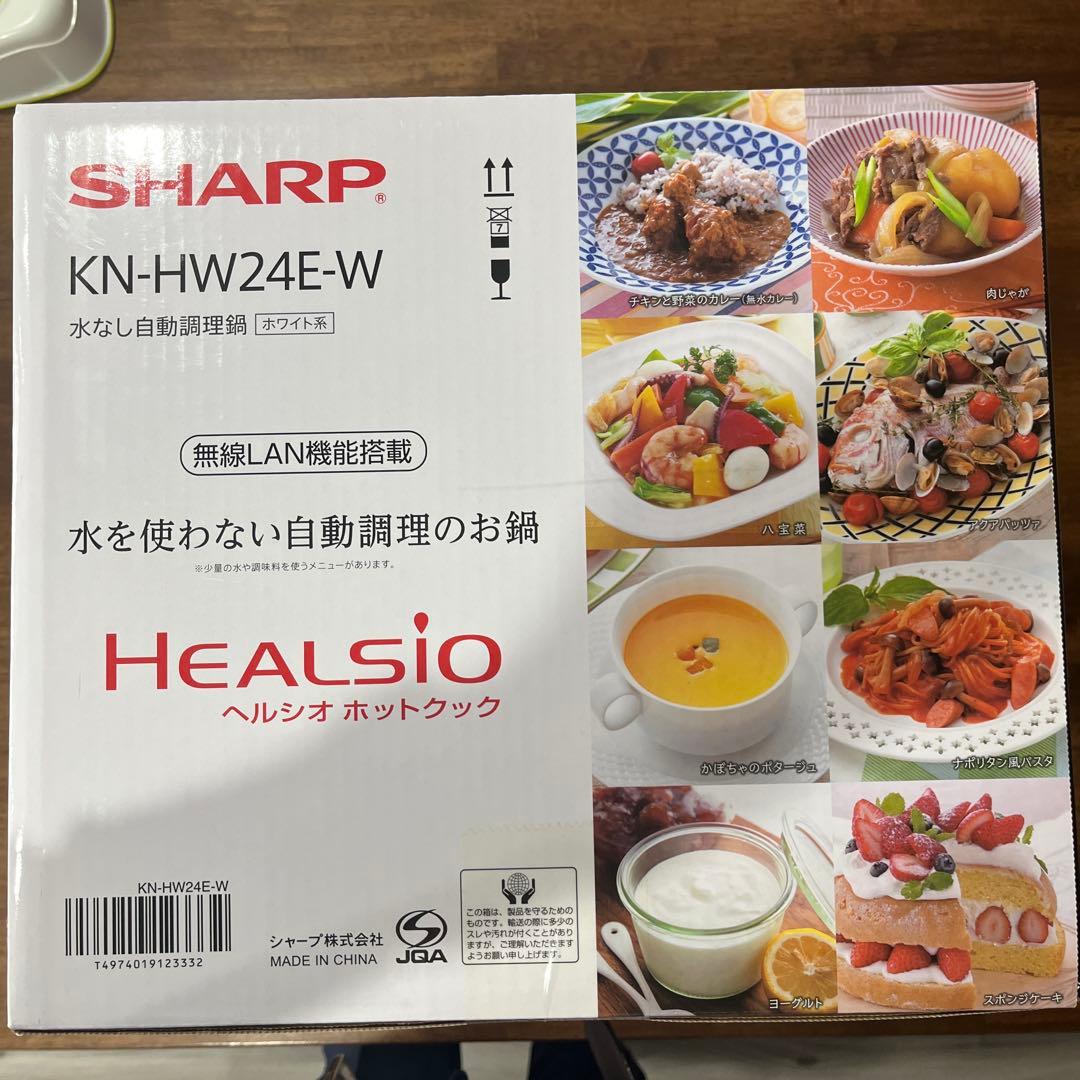 SHARP®
KN-HW24E-W
水なし自動調理鍋 ホワイト系
7
無線LAN機能搭載
水を使わない自動調理のお鍋
※少量の水や調味料を使うメニューがあります。
HEALSiO
ヘルシオ ホットクック
KN-HW24E-W
T4974019123332
シャープ株式会社
MADE IN CHINA
JQA
この箱は、製品を守るための
ものです。輸送の際に多少の
スレや汚れが付くことがあり
ますが、ご理解いただきます
ようお願い申し上げます。
チキンと野菜のカレー(無水カレー)
肉じゃが
八宝菜
アクアパッツァ
かぼちゃのポタージュ
ナポリタン風パスタ
ヨーグルト
スポンジケーキ